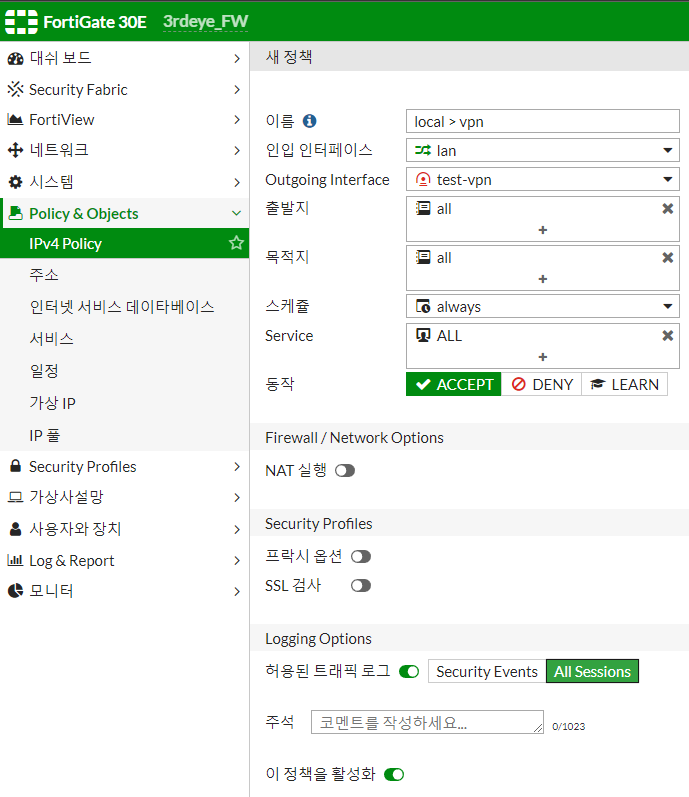 FortiGate 30E 3rdeye_FW
대쉬 보드
Security Fabric
FortiView
네트워크
시스템
Policy & Objects
IPv4 Policy
주소
인터넷 서비스 데이타베이스
서비스
일정
가상 IP
IP 풀
Security Profiles
가상사설망
사용자와 장치
Log & Report
모니터
새 정책
이름 local > vpn
인입 인터페이스 lan
Outgoing Interface test-vpn
출발지 all
+
목적지 all
+
스케쥴 always
Service ALL
+
동작 ACCEPT DENY LEARN
Firewall / Network Options
NAT 실행
Security Profiles
프락시 옵션
SSL 검사
Logging Options
허용된 트래픽 로그 Security Events All Sessions
주석 코멘트를 작성하세요... 0/1023
이 정책을 활성화